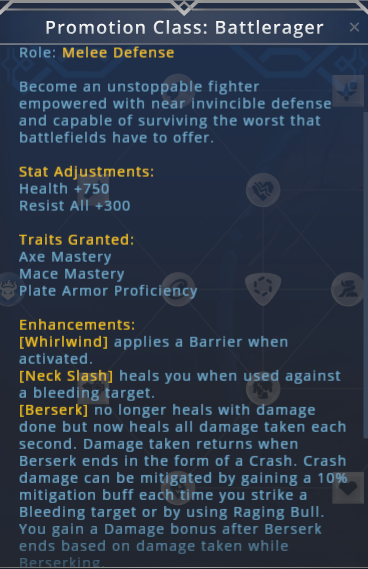 Promotion Class: Battlerager
Role: Melee Defense
Become an unstoppable fighter
empowered with near invincible defense
and capable of surviving the worst that
battlefields have to offer.
Stat Adjustments:
Health +750
Resist All +300
Traits Granted:
Axe Mastery
Mace Mastery
Plate Armor Proficiency
Enhancements:
[Whirlwind] applies a Barrier when
activated.
[Neck Slash] heals you when used against
a bleeding target.
[Berserk] no longer heals with damage
done but now heals all damage taken each
second. Damage taken returns when
Berserk ends in the form of a Crash. Crash
damage can be mitigated by gaining a 10%
mitigation buff each time you strike a
Bleeding target or by using Raging Bull.
You gain a Damage bonus after Berserk
ends based on damage taken while
Berserking.